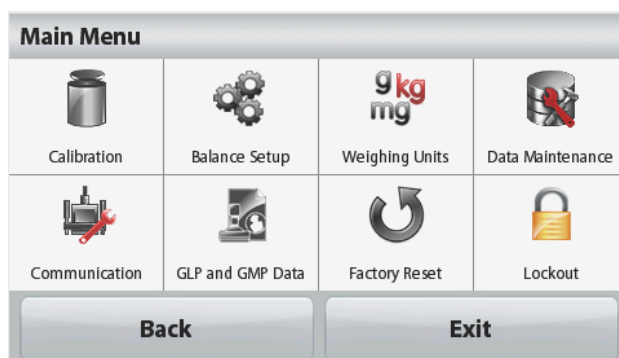 Main Menu
g kg
mg
Calibration Balance Setup Weighing Units Data Maintenance
Communication GLP and GMP Data Factory Reset Lockout
Back Exit